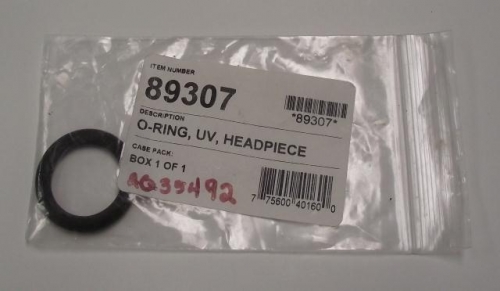 ITEM NUMBER
89307
*89307*
DESCRIPTION
O-RING, UV, HEADPIECE
CASE PACK:
BOX 1 OF 1
7 75600 40160 0
AG35492